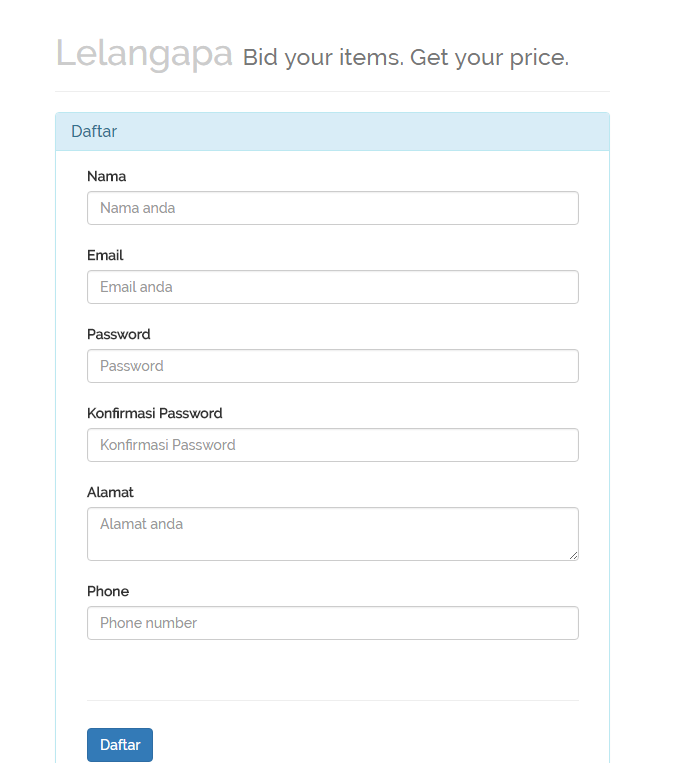 Lelangapa Bid your items. Get your price.
Daftar
Nama
Nama anda
Email
Email anda
Password
Password
Konfirmasi Password
Konfirmasi Password
Alamat
Alamat anda
Phone
Phone number
Daftar